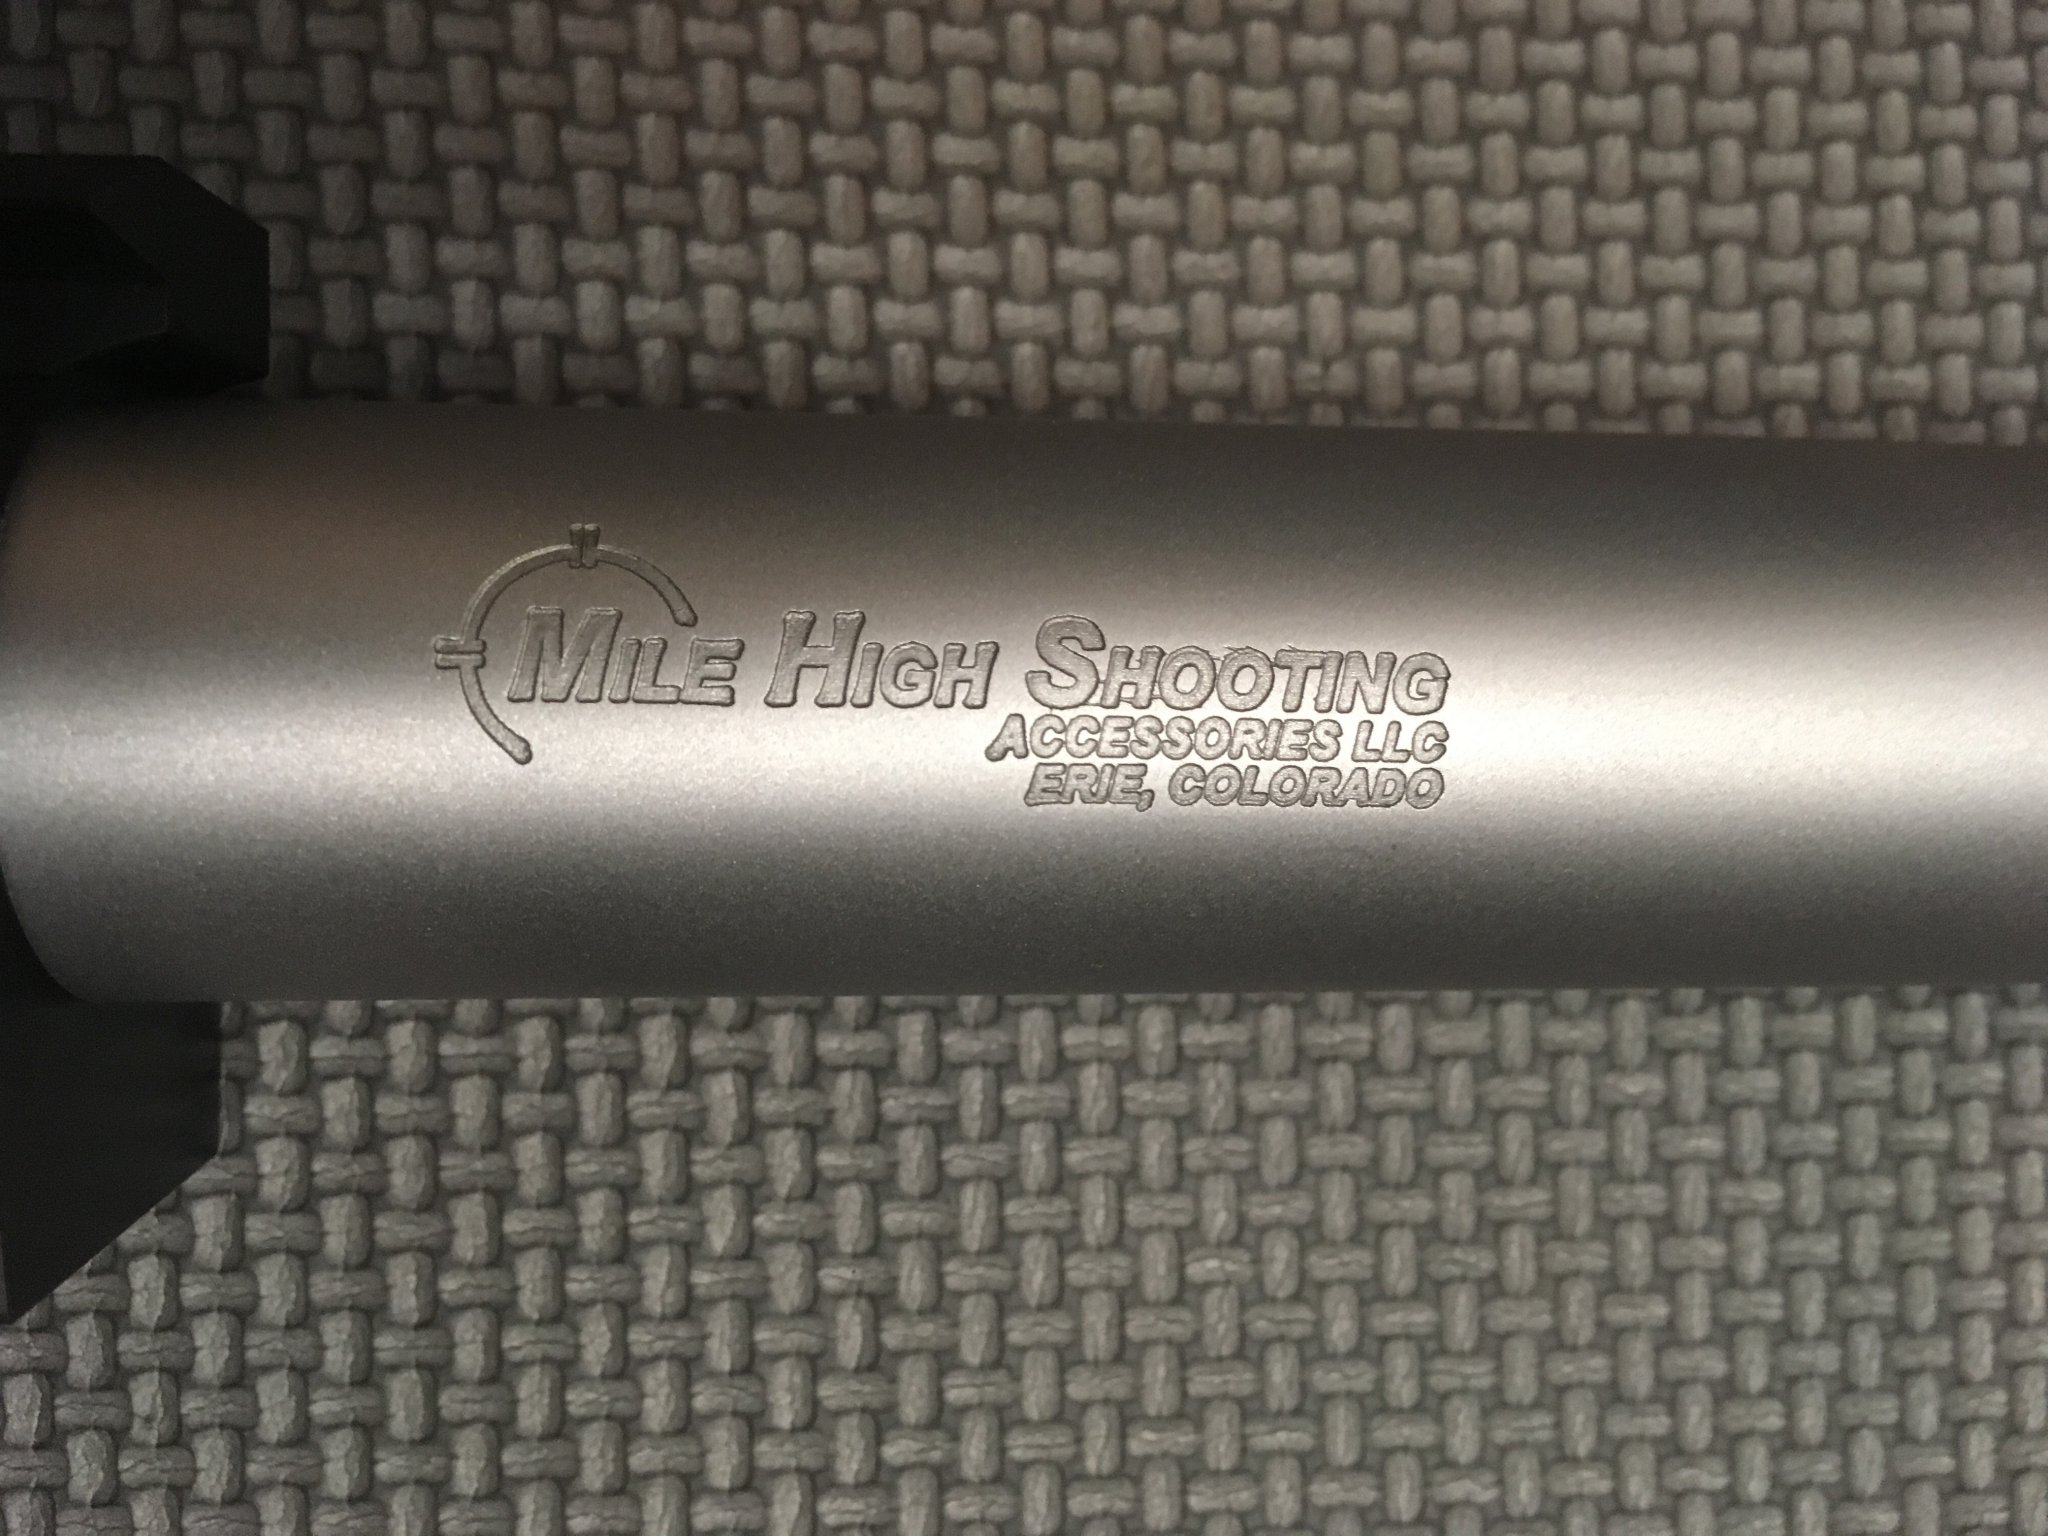 MILE HIGH SHOOTING
ACCESSORIES LLC
ERIE, COLORADO